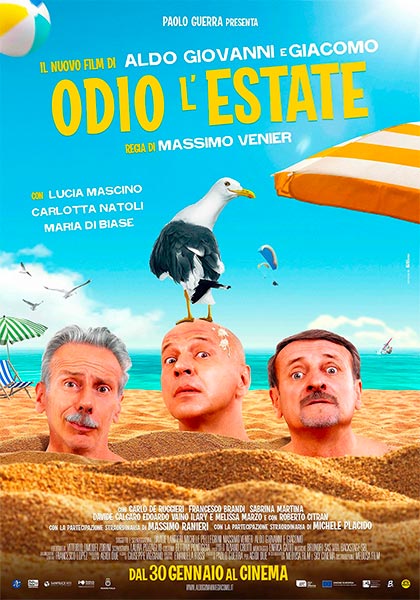 PAOLO GUERRA PRESENTA
IL NUOVO FILM DI ALDO GIOVANNI E GIACOMO
ODIO L'ESTATE
REGIA DI MASSIMO VENIER
CON LUCIA MASCINO
CARLOTTA NATOLI
MARIA DI BIASE
CON CARLO DE RUGGIERI FRANCESCO BRANDI SABRINA MARTINA
DAVIDE CALGARO EDOARDO VAINO ILARY E MELISSA MARZO E CON ROBERTO CITRAN
CON LA PARTECIPAZIONE STRAORDINARIA DI MASSIMO RANIERI CON LA PARTECIPAZIONE STRAORDINARIA DI MICHELE PLACIDO
DAL 30 GENNAIO AL CINEMA